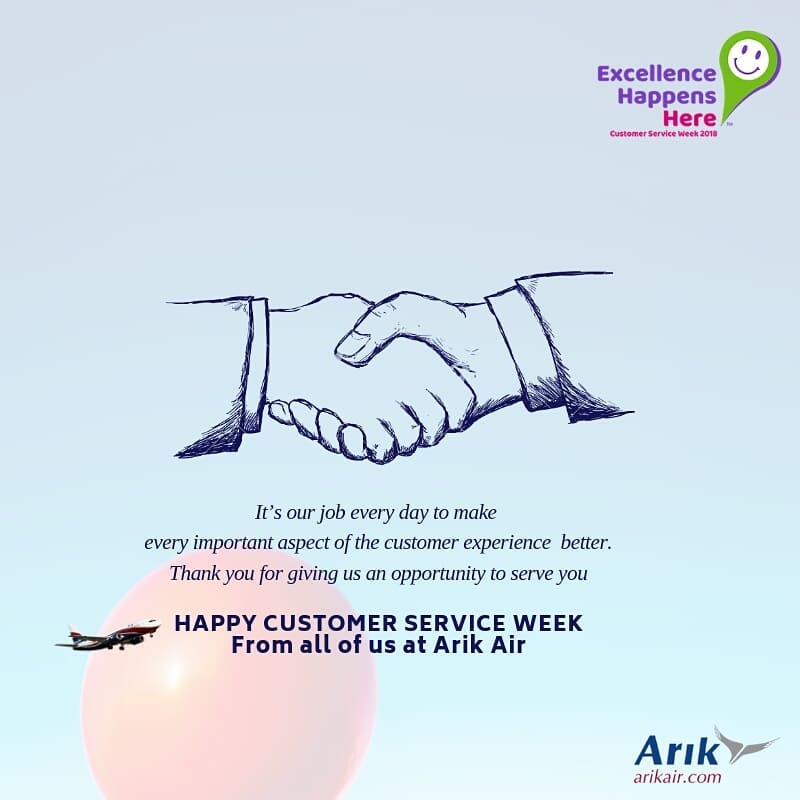 Excellence
Happens
Here
TM
Customer Service Week 2018
It’s our job every day to make
every important aspect of the customer experience better.
Thank you for giving us an opportunity to serve you
HAPPY CUSTOMER SERVICE WEEK
From all of us at Arik Air
Arık
arikair.com